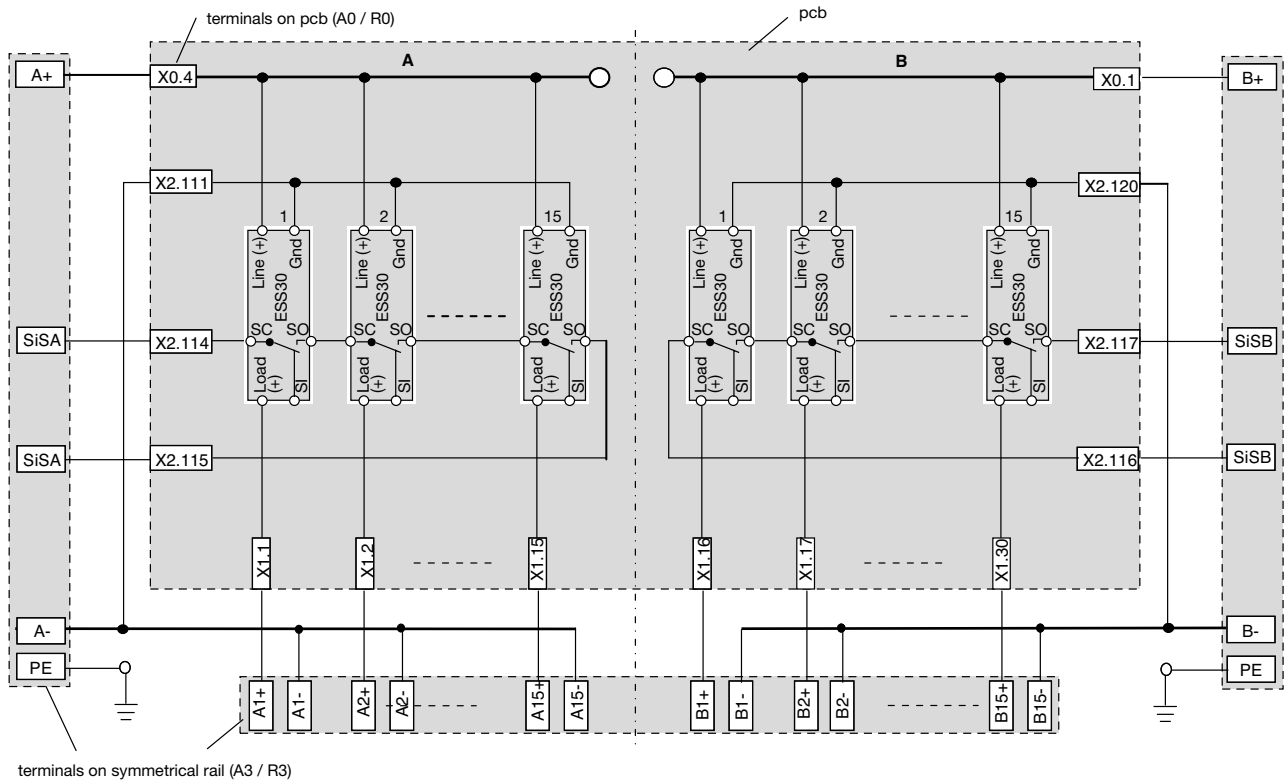 terminals on pcb (A0 / R0)
pcb
A
B
A+
X0.4
X0.1
B+
X2.111
X2.120
1
2
15
1
2
15
Line (+)
Gnd
Line (+)
Gnd
Line (+)
Gnd
Line (+)
Gnd
Line (+)
Gnd
Line (+)
Gnd
ESS30
ESS30
ESS30
ESS30
ESS30
ESS30
SiSA
X2.114
SC
SO
SC
SO
SC
SO
SC
SO
SC
SO
SC
SO
X2.117
SiSB
Load (+)
SI
Load (+)
SI
Load (+)
SI
Load (+)
SI
Load (+)
SI
Load (+)
SI
SiSA
X2.115
X2.116
SiSB
X1.1
X1.2
X1.15
X1.16
X1.17
X1.30
A-
B-
PE
PE
A1+
A1-
A2+
A2-
A15+
A15-
B1+
B1-
B2+
B2-
B15+
B15-
terminals on symmetrical rail (A3 / R3)